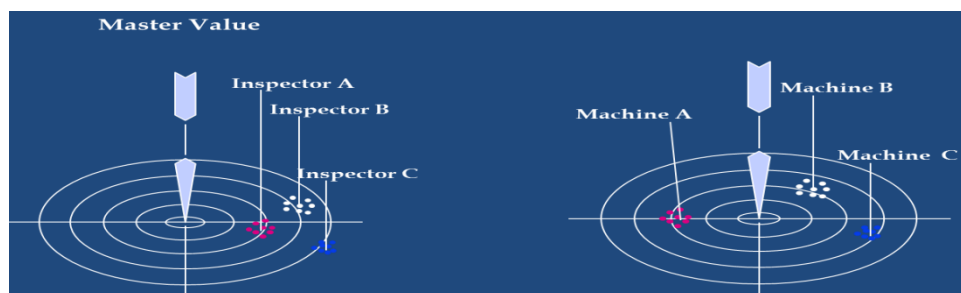 Master Value
Inspector A
Inspector B
Inspector C
Machine B
Machine A
Machine C